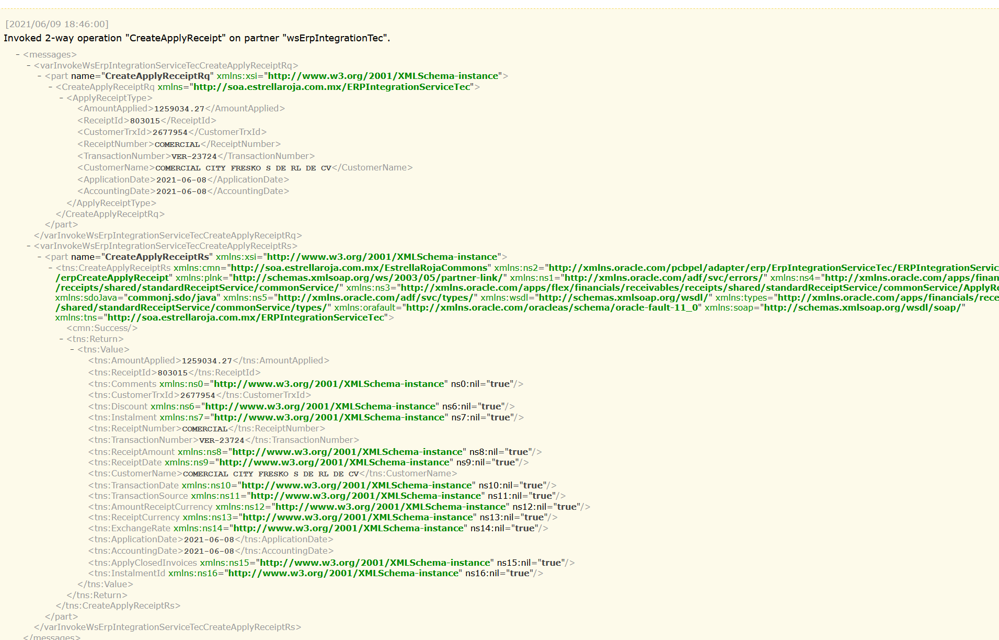 [2021/06/09 18:46:00]
Invoked 2-way operation "CreateApplyReceipt" on partner "wsErpIntegrationTec".
- <messages>
- <varInvokeWsErpIntegrationServiceTecCreateApplyReceiptRq>
- <part name="CreateApplyReceiptRq" xmlns:xsi="http://www.w3.org/2001/XMLSchema-instance">
- <CreateApplyReceiptRq xmlns="http://soa.estrellaroja.com.mx/ERPIntegrationServiceTec">
- <ApplyReceiptType>
<AmountApplied>1259034.27</AmountApplied>
<ReceiptId>803015</ReceiptId>
<CustomerTrxId>2677954</CustomerTrxId>
<ReceiptNumber>COMERCIAL</ReceiptNumber>
<TransactionNumber>VER-23724</TransactionNumber>
<CustomerName>COMERCIAL CITY FRESKO S DE RL DE CV</CustomerName>
<ApplicationDate>2021-06-08</ApplicationDate>
<AccountingDate>2021-06-08</AccountingDate>
</ApplyReceiptType>
</CreateApplyReceiptRq>
</part>
</varInvokeWsErpIntegrationServiceTecCreateApplyReceiptRq>
- <varInvokeWsErpIntegrationServiceTecCreateApplyReceiptRs>
- <part name="CreateApplyReceiptRs" xmlns:xsi="http://www.w3.org/2001/XMLSchema-instance">
- <tns:CreateApplyReceiptRs xmlns:cmn="http://soa.estrellaroja.com.mx/EstrellaRojaCommons" xmlns:ns2="http://xmlns.oracle.com/pcbpel/adapter/erp/ErpIntegrationServiceTec/ERPIntegrationServic
/erpCreateApplyReceipt" xmlns:plnk="http://schemas.xmlsoap.org/ws/2003/05/partner-link/" xmlns:ns1="http://xmlns.oracle.com/adf/svc/errors/" xmlns:ns4="http://xmlns.oracle.com/apps/finan
/receipts/shared/standardReceiptService/commonService/" xmlns:ns3="http://xmlns.oracle.com/apps/flex/financials/receivables/receipts/shared/standardReceiptService/commonService/ApplyRe
xmlns:sdoJava="commonj.sdo/java" xmlns:ns5="http://xmlns.oracle.com/adf/svc/types/" xmlns:wsdl="http://schemas.xmlsoap.org/wsdl/" xmlns:types="http://xmlns.oracle.com/apps/financials/rece
/shared/standardReceiptService/commonService/types/" xmlns:orafault="http://xmlns.oracle.com/oracleas/schema/oracle-fault-11_0" xmlns:soap="http://schemas.xmlsoap.org/wsdl/soap/"
xmlns:tns="http://soa.estrellaroja.com.mx/ERPIntegrationServiceTec">
<cmn:Success/>
- <tns:Return>
- <tns:Value>
<tns:AmountApplied>1259034.27</tns:AmountApplied>
<tns:ReceiptId>803015</tns:ReceiptId>
<tns:Comments xmlns:ns0="http://www.w3.org/2001/XMLSchema-instance" ns0:nil="true"/>
<tns:CustomerTrxId>2677954</tns:CustomerTrxId>
<tns:Discount xmlns:ns6="http://www.w3.org/2001/XMLSchema-instance" ns6:nil="true"/>
<tns:Instalment xmlns:ns7="http://www.w3.org/2001/XMLSchema-instance" ns7:nil="true"/>
<tns:ReceiptNumber>COMERCIAL</tns:ReceiptNumber>
<tns:TransactionNumber>VER-23724</tns:TransactionNumber>
<tns:ReceiptAmount xmlns:ns8="http://www.w3.org/2001/XMLSchema-instance" ns8:nil="true"/>
<tns:ReceiptDate xmlns:ns9="http://www.w3.org/2001/XMLSchema-instance" ns9:nil="true"/>
<tns:CustomerName>COMERCIAL CITY FRESKO S DE RL DE CV</tns:CustomerName>
<tns:TransactionDate xmlns:ns10="http://www.w3.org/2001/XMLSchema-instance" ns10:nil="true"/>
<tns:TransactionSource xmlns:ns11="http://www.w3.org/2001/XMLSchema-instance" ns11:nil="true"/>
<tns:AmountReceiptCurrency xmlns:ns12="http://www.w3.org/2001/XMLSchema-instance" ns12:nil="true"/>
<tns:ReceiptCurrency xmlns:ns13="http://www.w3.org/2001/XMLSchema-instance" ns13:nil="true"/>
<tns:ExchangeRate xmlns:ns14="http://www.w3.org/2001/XMLSchema-instance" ns14:nil="true"/>
<tns:ApplicationDate>2021-06-08</tns:ApplicationDate>
<tns:AccountingDate>2021-06-08</tns:AccountingDate>
<tns:ApplyClosedInvoices xmlns:ns15="http://www.w3.org/2001/XMLSchema-instance" ns15:nil="true"/>
<tns:InstalmentId xmlns:ns16="http://www.w3.org/2001/XMLSchema-instance" ns16:nil="true"/>
</tns:Value>
</tns:Return>
</tns:CreateApplyReceiptRs>
</part>
</varInvokeWsErpIntegrationServiceTecCreateApplyReceiptRs>
</messages>